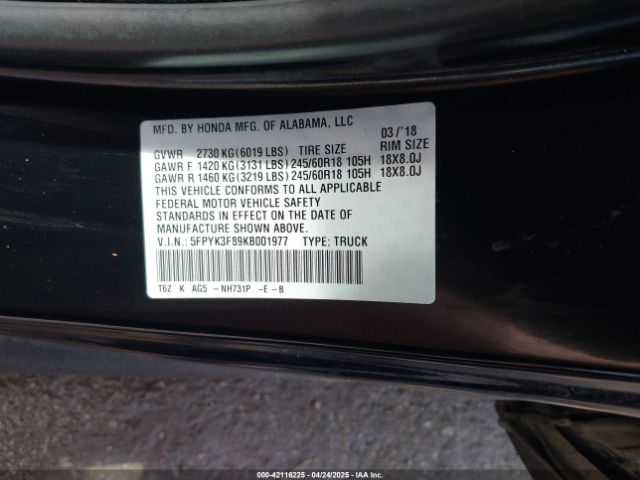 MFD. BY HONDA MFG. OF ALABAMA, LLC 03/'18
GVWR 2730 KG(6019 LBS) TIRE SIZE RIM SIZE
GAWR F 1420 KG(3131 LBS) 245/60R18 105H 18X8.0J
GAWR R 1460 KG(3219 LBS) 245/60R18 105H 18X8.0J
THIS VEHICLE CONFORMS TO ALL APPLICABLE
FEDERAL MOTOR VEHICLE SAFETY
STANDARDS IN EFFECT ON THE DATE OF
MANUFACTURE SHOWN ABOVE.
V.I.N.: 5FPYK3F89KB001977 TYPE: TRUCK
T6Z K AG5 -NH731P -E-B
000-42116225 - 04/24/2025 - IAA Inc.